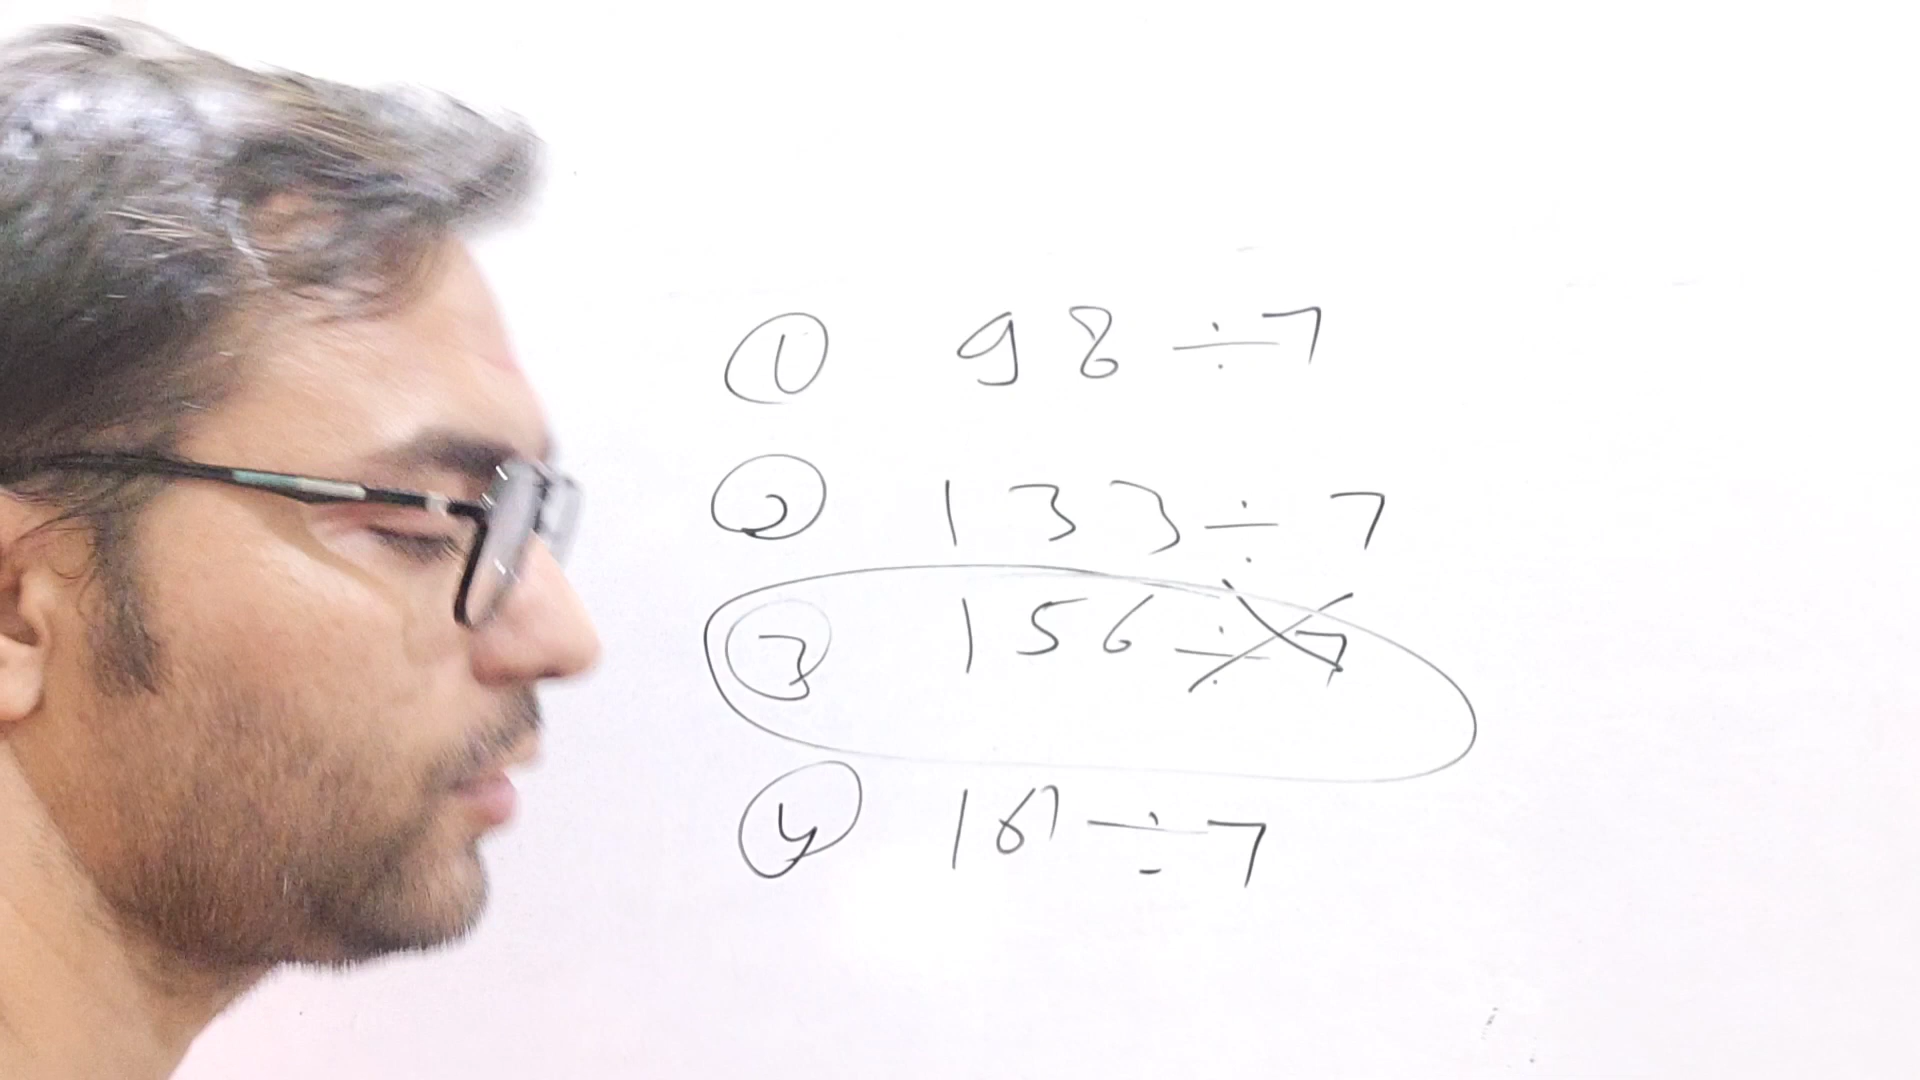 ① 98 ÷ 7
② 133 ÷ 7
③ 156 ÷ 7
④ 161 ÷ 7